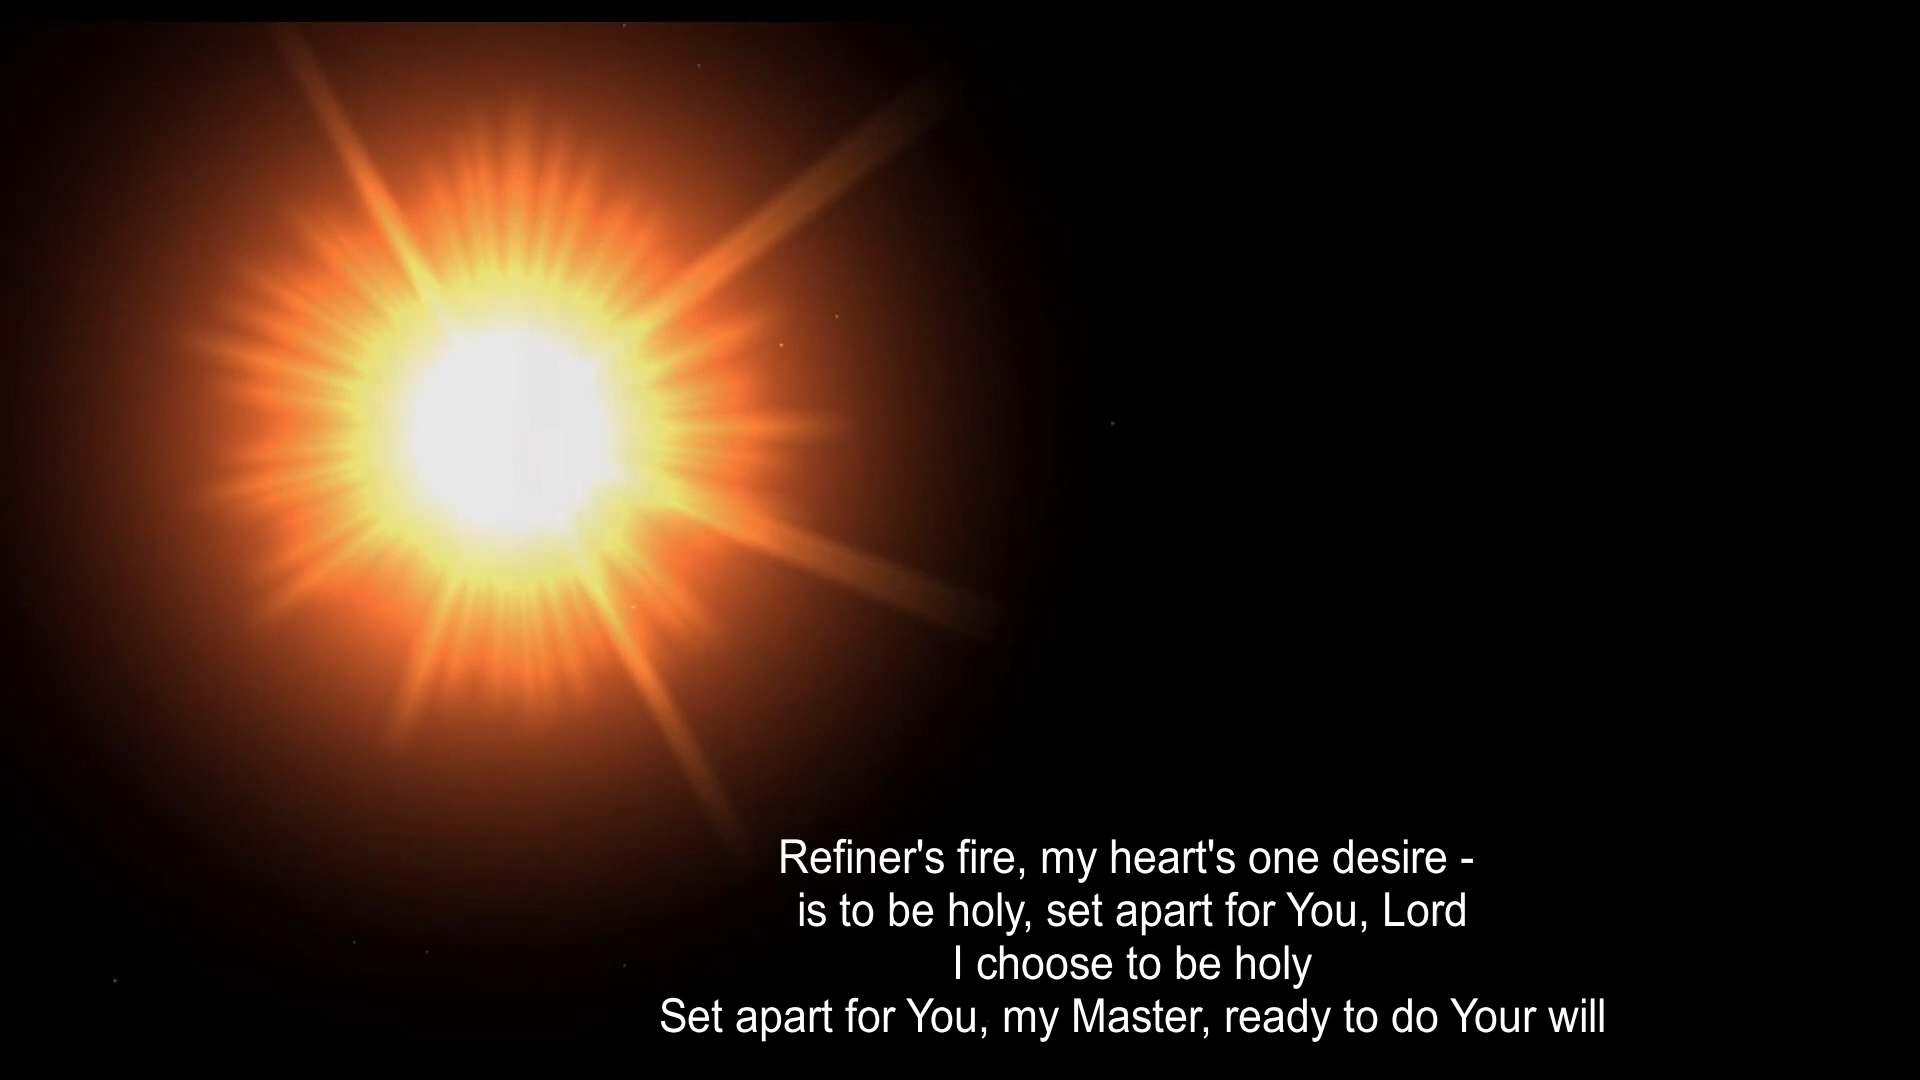 Refiner's fire, my heart's one desire -
is to be holy, set apart for You, Lord
I choose to be holy
Set apart for You, my Master, ready to do Your will